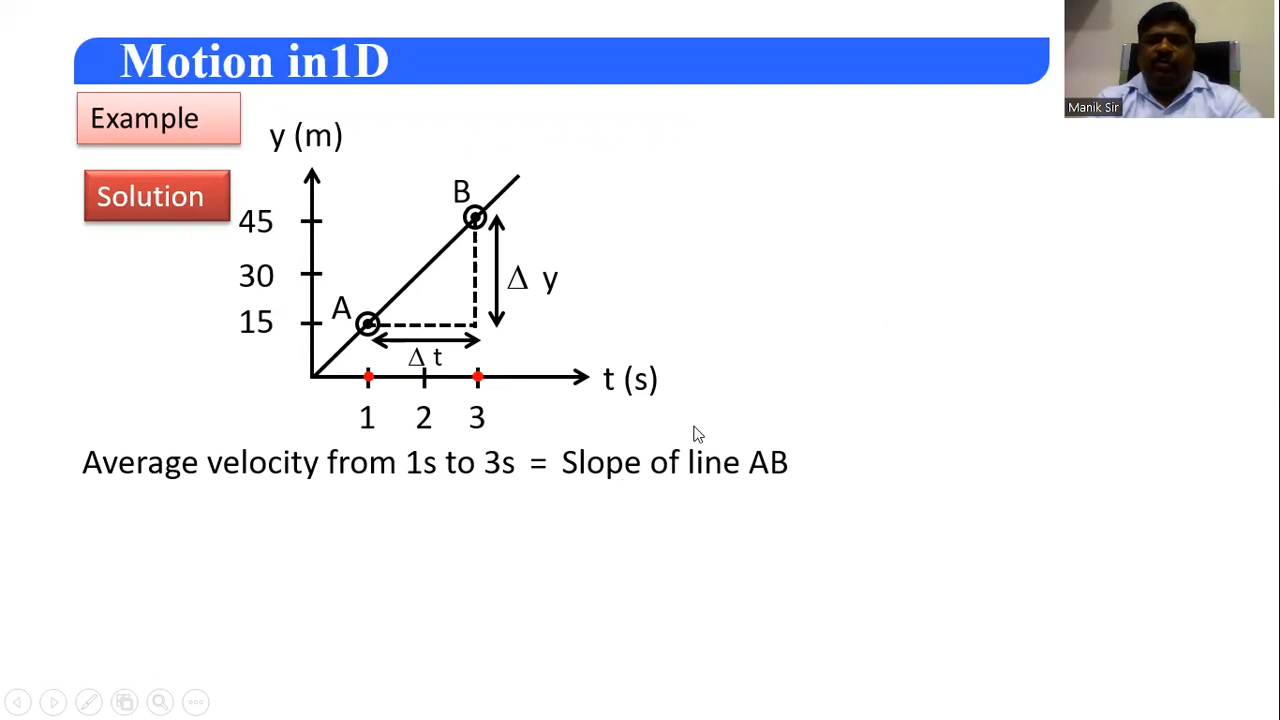 Motion in1D
Manik Sir
Example
y (m)
Solution
B
45
30
Δ y
A
15
Δ t
t (s)
1 2 3
Average velocity from 1s to 3s = Slope of line AB